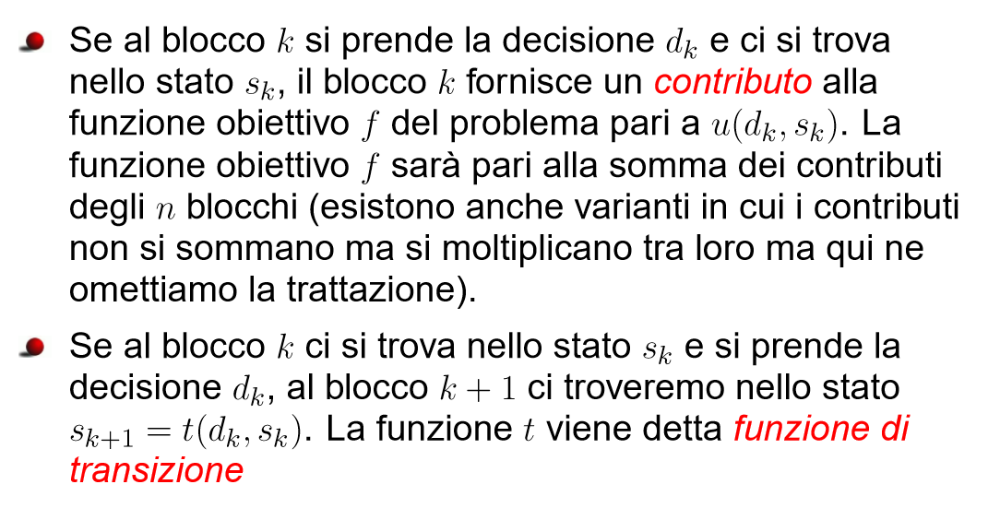 Se al blocco k si prende la decisione d_k e ci si trova
nello stato s_k, il blocco k fornisce un contributo alla
funzione obiettivo f del problema pari a u(d_k, s_k). La
funzione obiettivo f sarà pari alla somma dei contributi
degli n blocchi (esistono anche varianti in cui i contributi
non si sommano ma si moltiplicano tra loro ma qui ne
omettiamo la trattazione).
Se al blocco k ci si trova nello stato s_k e si prende la
decisione d_k, al blocco k + 1 ci troveremo nello stato
s_{k+1} = t(d_k, s_k). La funzione t viene detta funzione di
transizione